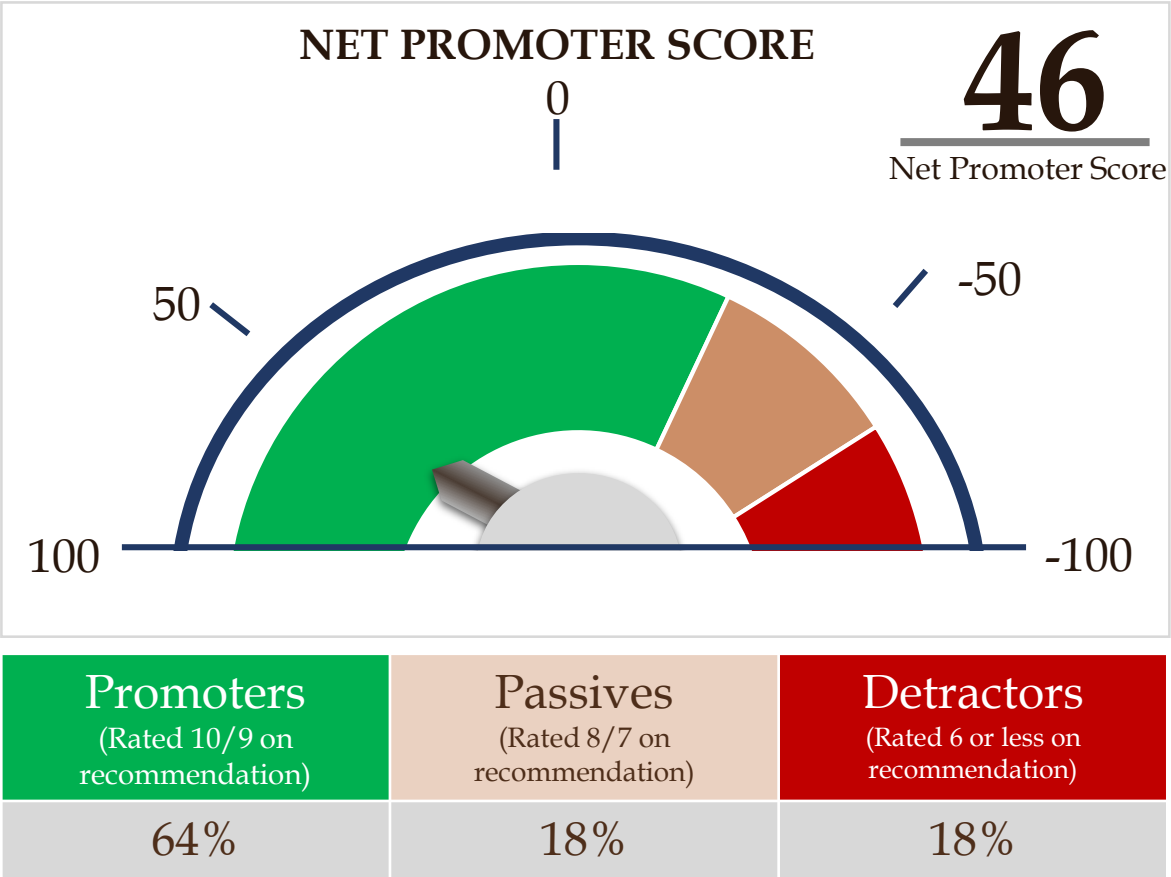 NET PROMOTER SCORE
46
Net Promoter Score
0
50
-50
100
-100
Promoters
(Rated 10/9 on
recommendation)
Passives
(Rated 8/7 on
recommendation)
Detractors
(Rated 6 or less on
recommendation)
64%
18%
18%